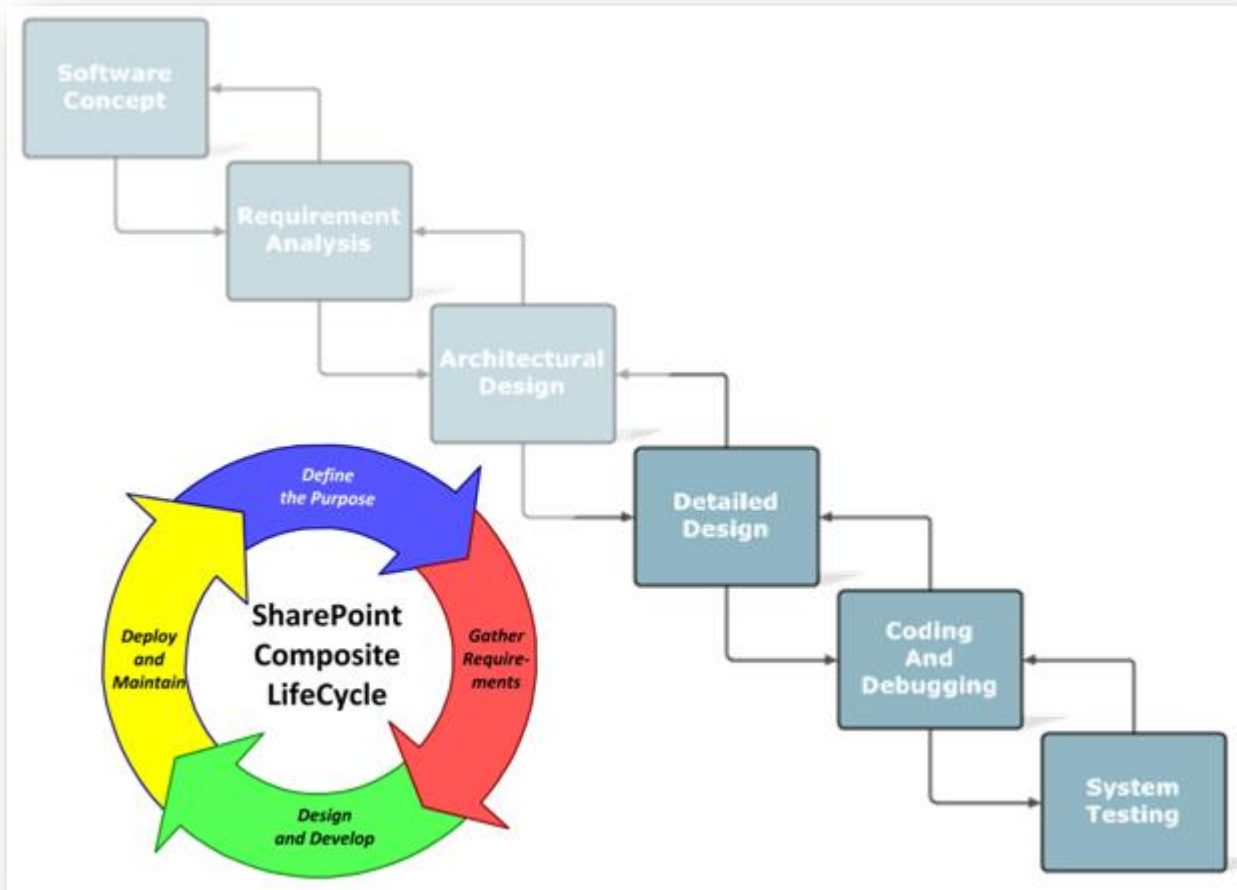 Software
Concept
Requirement
Analysis
Architectural
Design
Detailed
Design
Coding
And
Debugging
System
Testing
Define
the Purpose
Gather
Require-
ments
Design
and Develop
Deploy
and
Maintain
SharePoint
Composite
LifeCycle